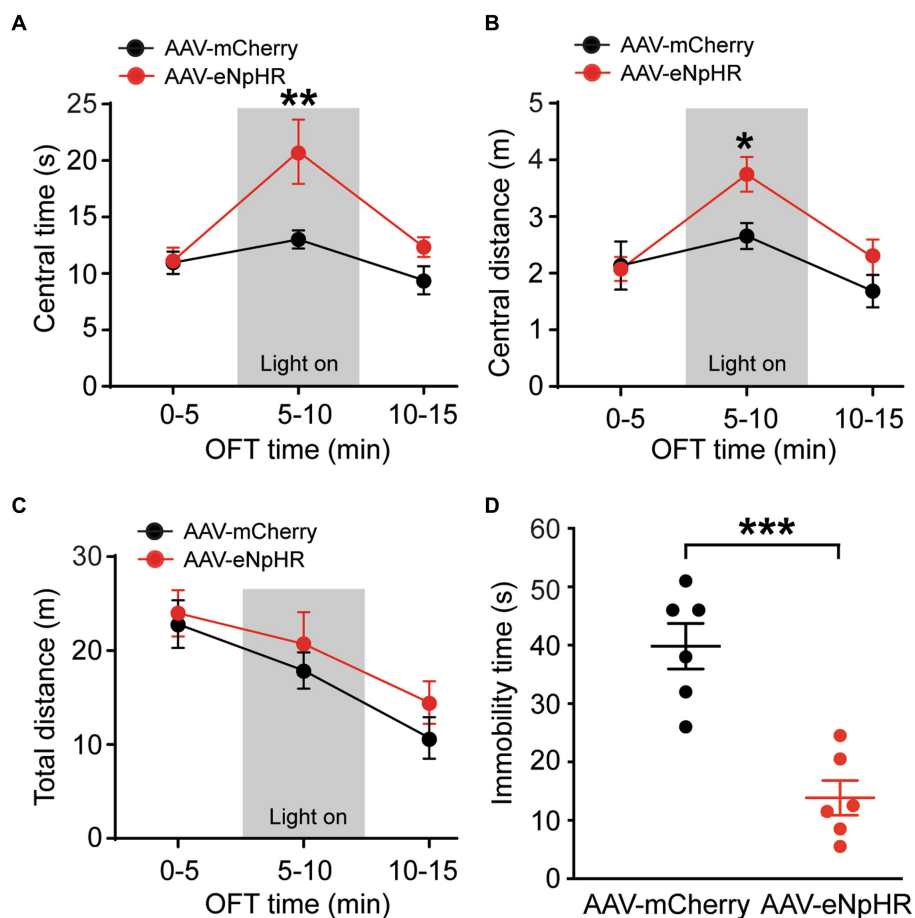 A
AAV-mCherry
AAV-eNpHR
**
Central time (s)
25
20
15
10
5
0
Light on
0-5
5-10
10-15
OFT time (min)
B
AAV-mCherry
AAV-eNpHR
*
Central distance (m)
5
4
3
2
1
0
Light on
0-5
5-10
10-15
OFT time (min)
C
AAV-mCherry
AAV-eNpHR
Total distance (m)
30
20
10
0
Light on
0-5
5-10
10-15
OFT time (min)
D
***
Immobility time (s)
60
50
40
30
20
10
0
AAV-mCherry
AAV-eNpHR